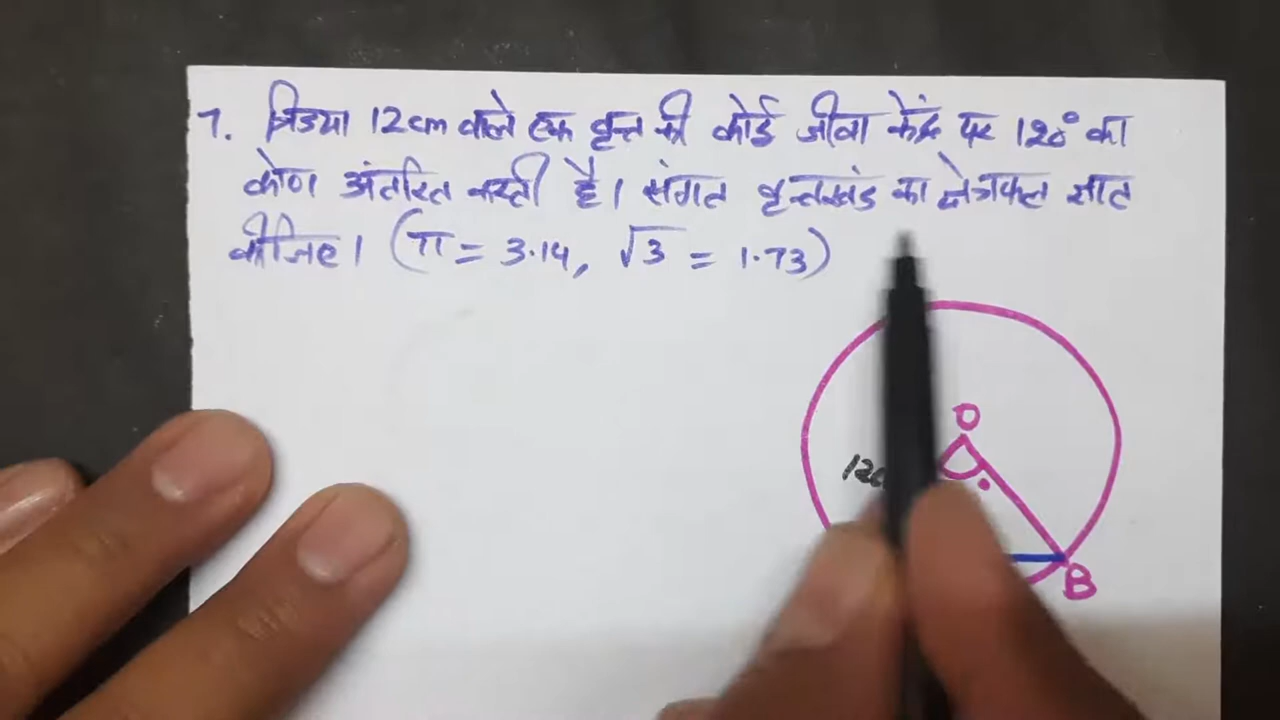 7. त्रिज्या 12cm वाले एक वृत्त की कोई जीवा केंद्र पर 120° का
कोण अंतरित करती है। संगत वृत्तखंड का क्षेत्रफल ज्ञात
कीजिए। (π = 3.14, √3 = 1.73)
O
B